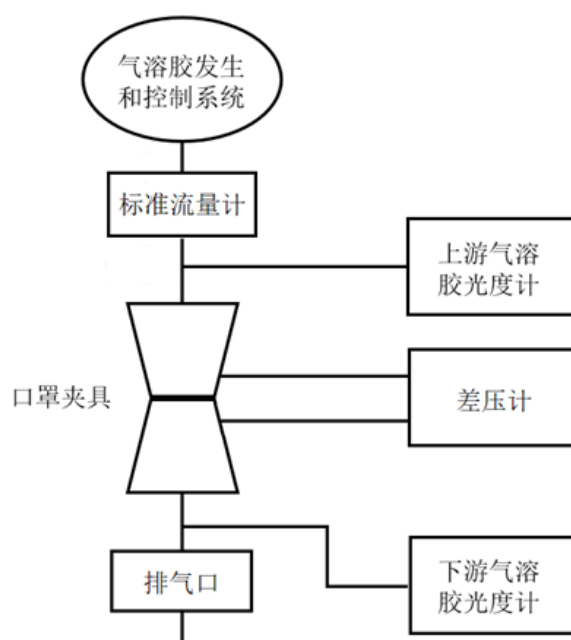 气溶胶发生
和控制系统
标准流量计
上游气溶
胶光度计
口罩夹具
差压计
下游气溶
胶光度计
排气口